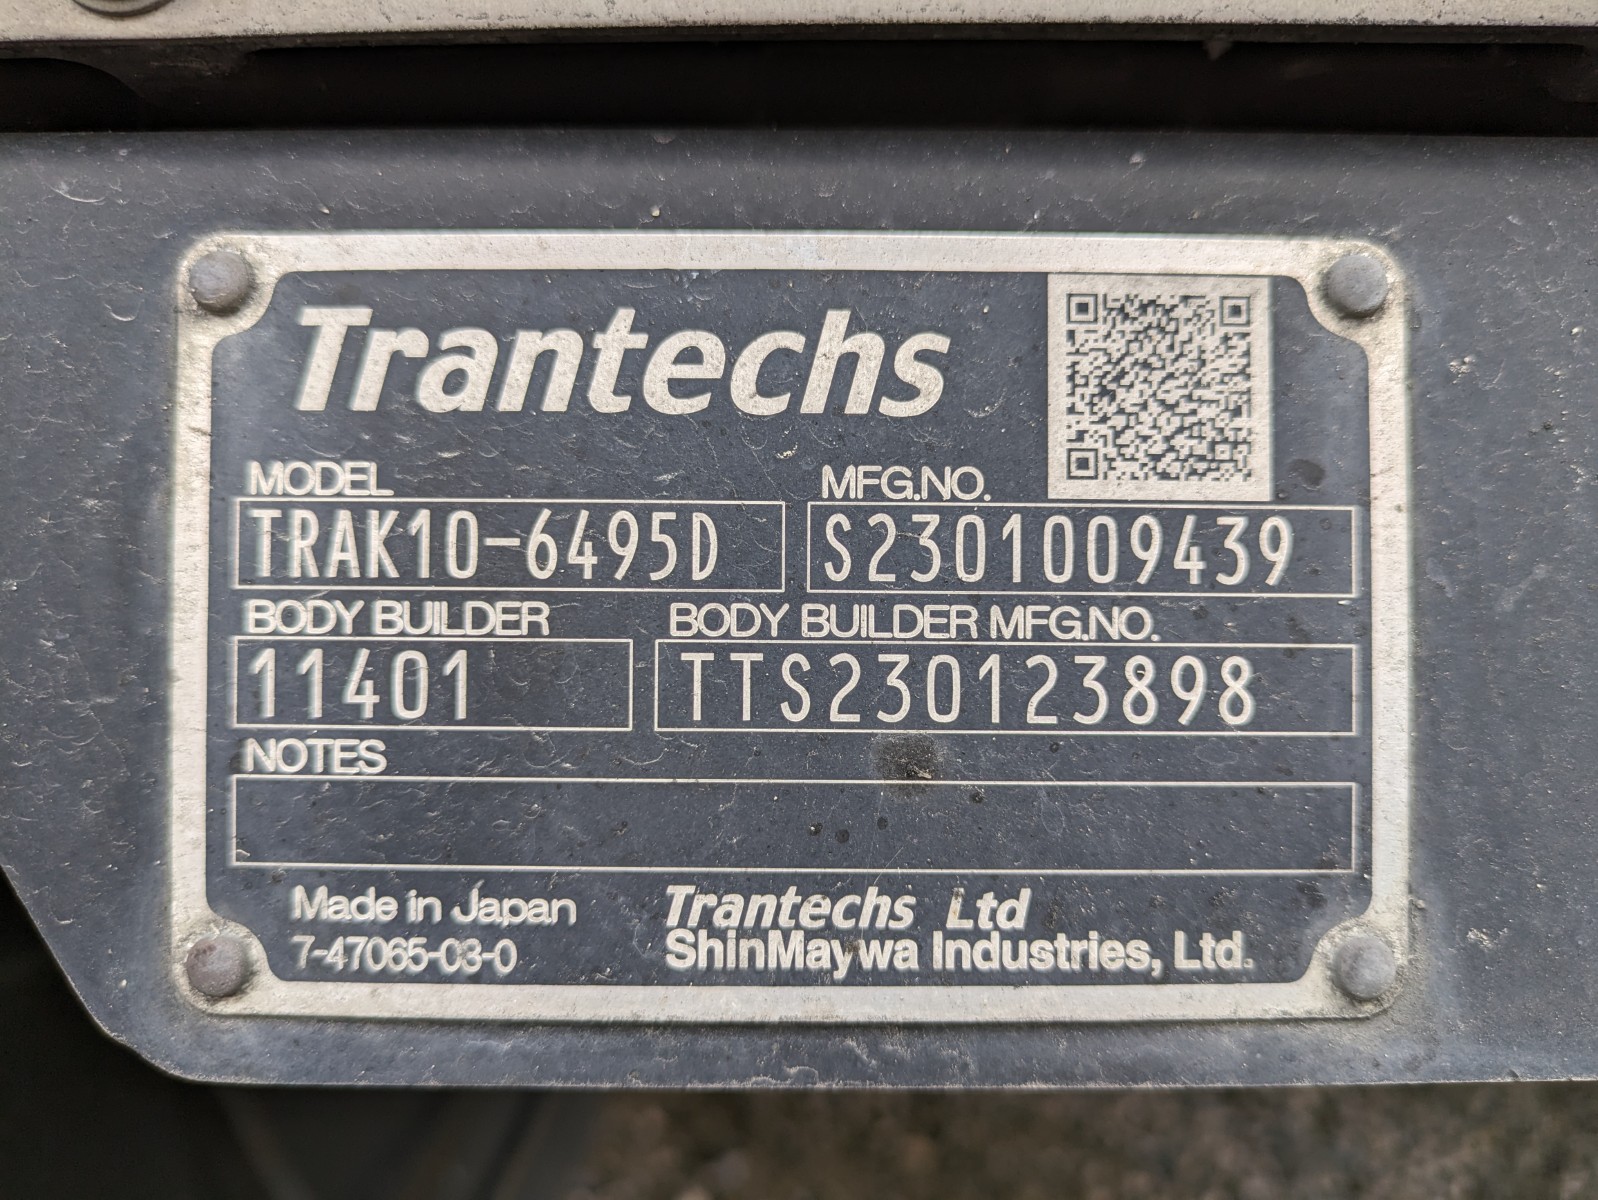 Trantechs
MODEL MFG.NO.
TRAK10-6495D S2301009439
BODY BUILDER BODY BUILDER MFG.NO.
11401 TTS230123898
NOTES
Made in Japan Trantechs Ltd
7-47065-03-0 ShinMaywa Industries, Ltd.